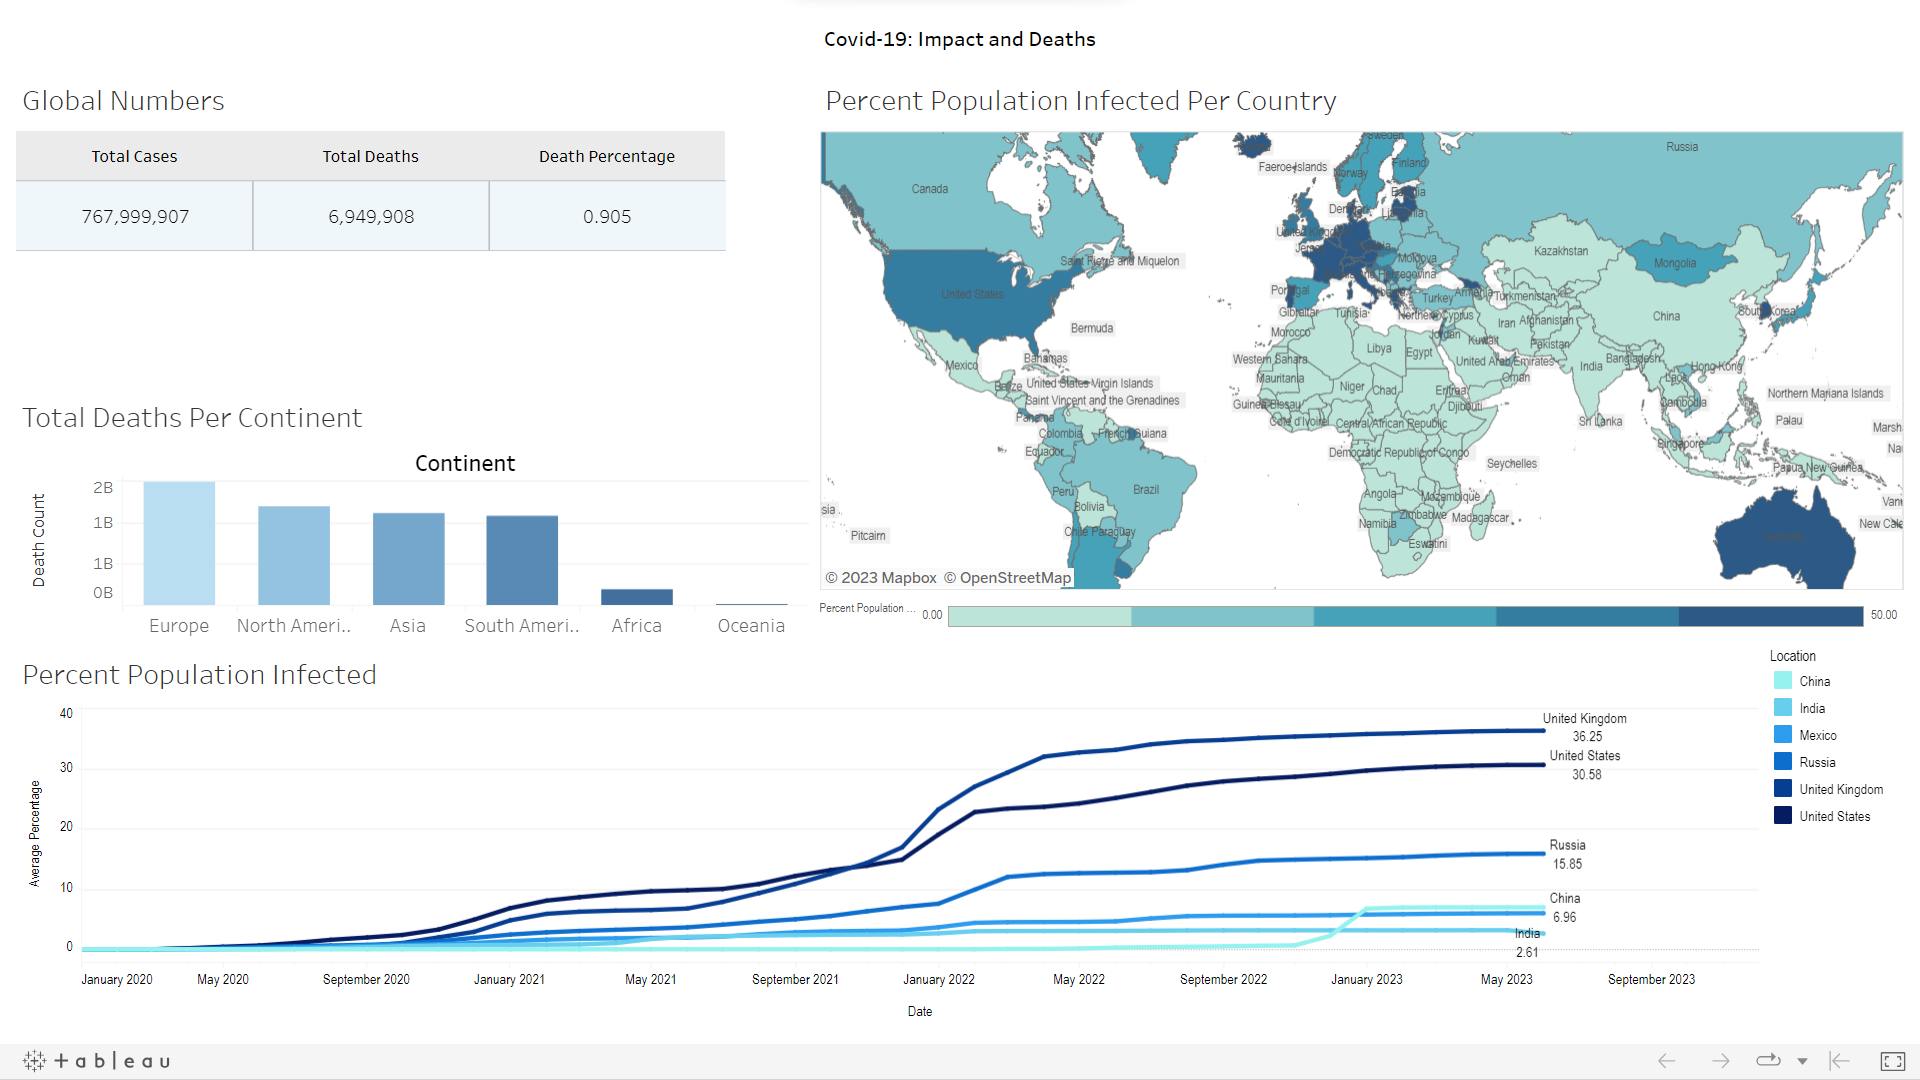 Covid-19: Impact and Deaths
Global Numbers
Total Cases
Total Deaths
Death Percentage
767,999,907
6,949,908
0.905
Total Deaths Per Continent
Continent
Death Count
2B
1B
1B
0B
Europe
North Ameri..
Asia
South Ameri..
Africa
Oceania
Percent Population Infected Per Country
Sweden
Russia
Faeroe Islands
Finland
Norway
Canada
Estonia
Lithuania
Saint Pierre and Miquelon
Moldova
Kazakhstan
Mongolia
United States
Portugal
Turkey
Armenia
Turkmenistan
Gibraltar
Tunisia
Northern Cyprus
Iran
Afghanistan
China
South Korea
Bermuda
Morocco
Jordan
Kuwait
Pakistan
Libya
Egypt
Mexico
Bahamas
Western Sahara
United Arab Emirates
India
Bangladesh
Hong Kong
Belize
United States Virgin Islands
Mauritania
Niger
Chad
Eritrea
Oman
Laos
Northern Mariana Islands
Saint Vincent and the Grenadines
Guinea-Bissau
Djibouti
Cambodia
Panama
Cote d'Ivoire
Central African Republic
Sri Lanka
Palau
Marsh
Colombia
French Guiana
Singapore
Nau
Equador
Democratic Republic of Congo
Seychelles
Papua New Guinea
Peru
Brazil
Angola
Mozambique
Bolivia
Zimbabwe
Madagascar
Vanu
sia
Pitcairn
Chile
Paraguay
Namibia
Eswatini
New Cale
© 2023 Mapbox © OpenStreetMap
Percent Population ...
0.00
50.00
Percent Population Infected
Average Percentage
40
30
20
10
0
United Kingdom
36.25
United States
30.58
Russia
15.85
China
6.96
India
2.61
January 2020
May 2020
September 2020
January 2021
May 2021
September 2021
January 2022
May 2022
September 2022
January 2023
May 2023
September 2023
Date
Location
China
India
Mexico
Russia
United Kingdom
United States
+ a b l e a u